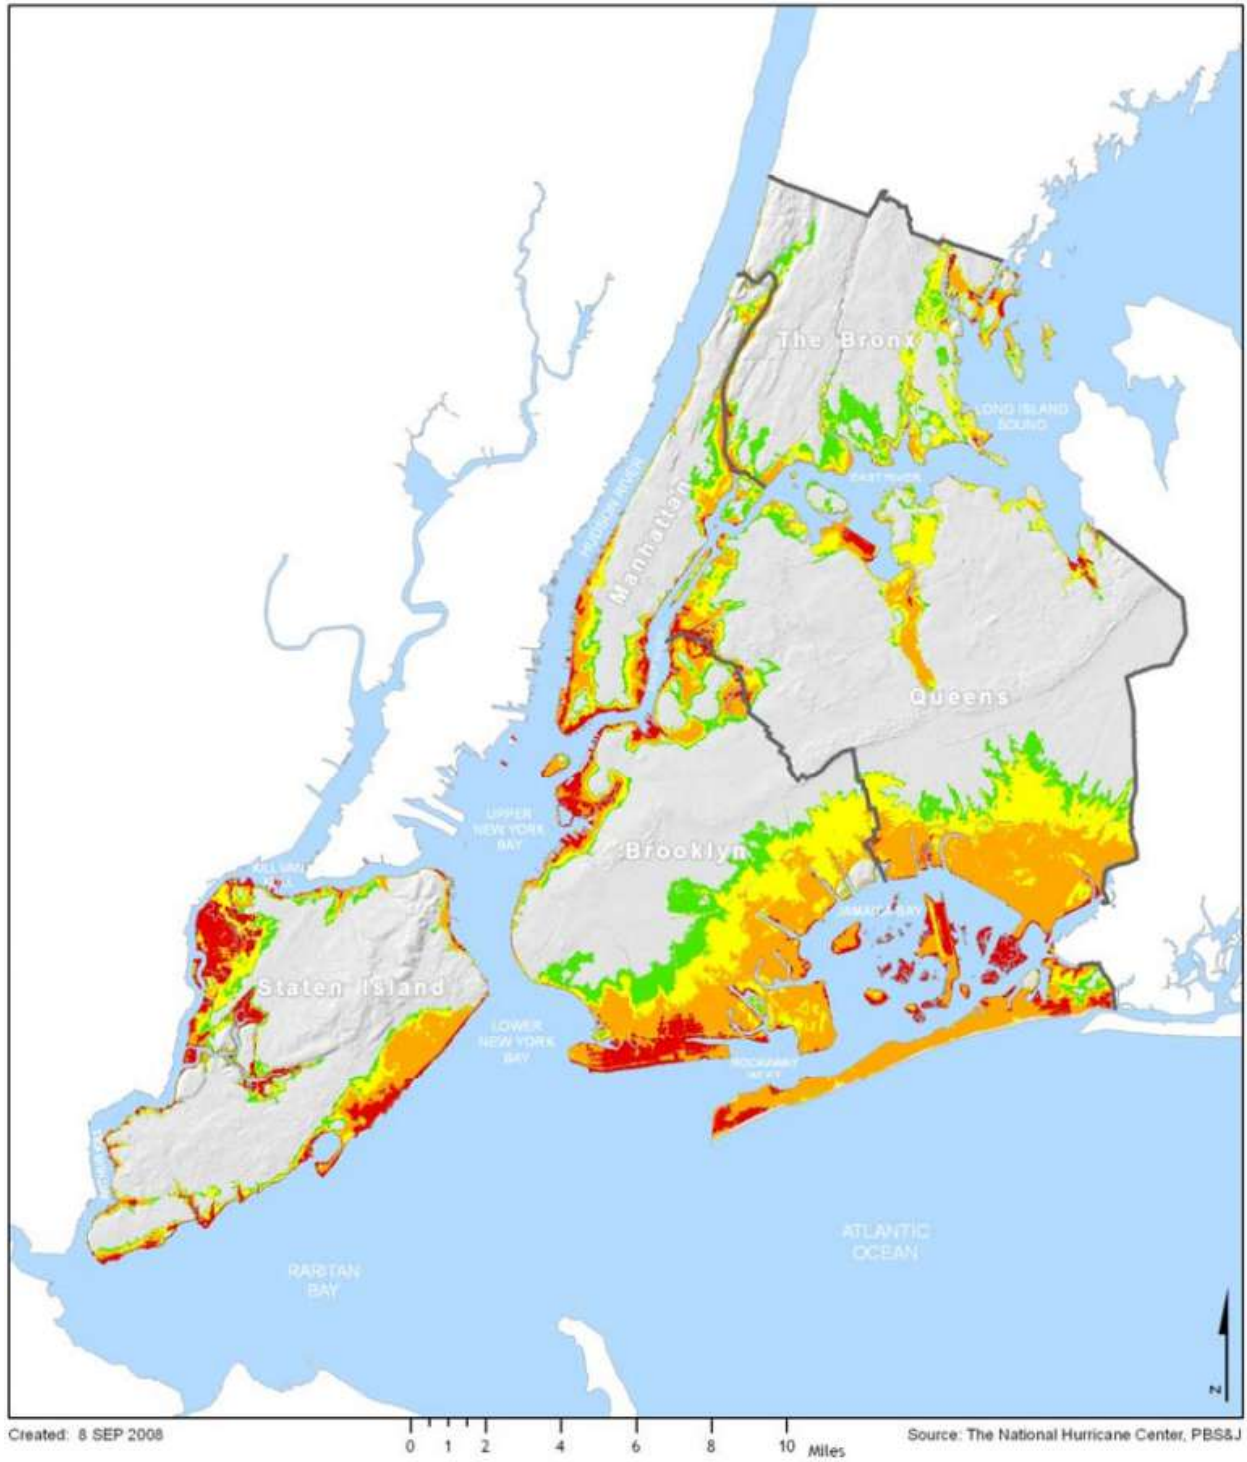 The Bronx
LONG ISLAND
SOUND
EAST RIVER
HUDSON RIVER
Manhattan
Queens
UPPER
NEW YORK
BAY
KILL VAN
Brooklyn
JAMAICA BAY
Staten Island
LOWER
NEW YORK
BAY
ROCKAWAY
ATLANTIC
OCEAN
RARITAN
BAY
N
Created: 8 SEP 2008
0 1 2 4 6 8 10 Miles
Source: The National Hurricane Center, PBS&J